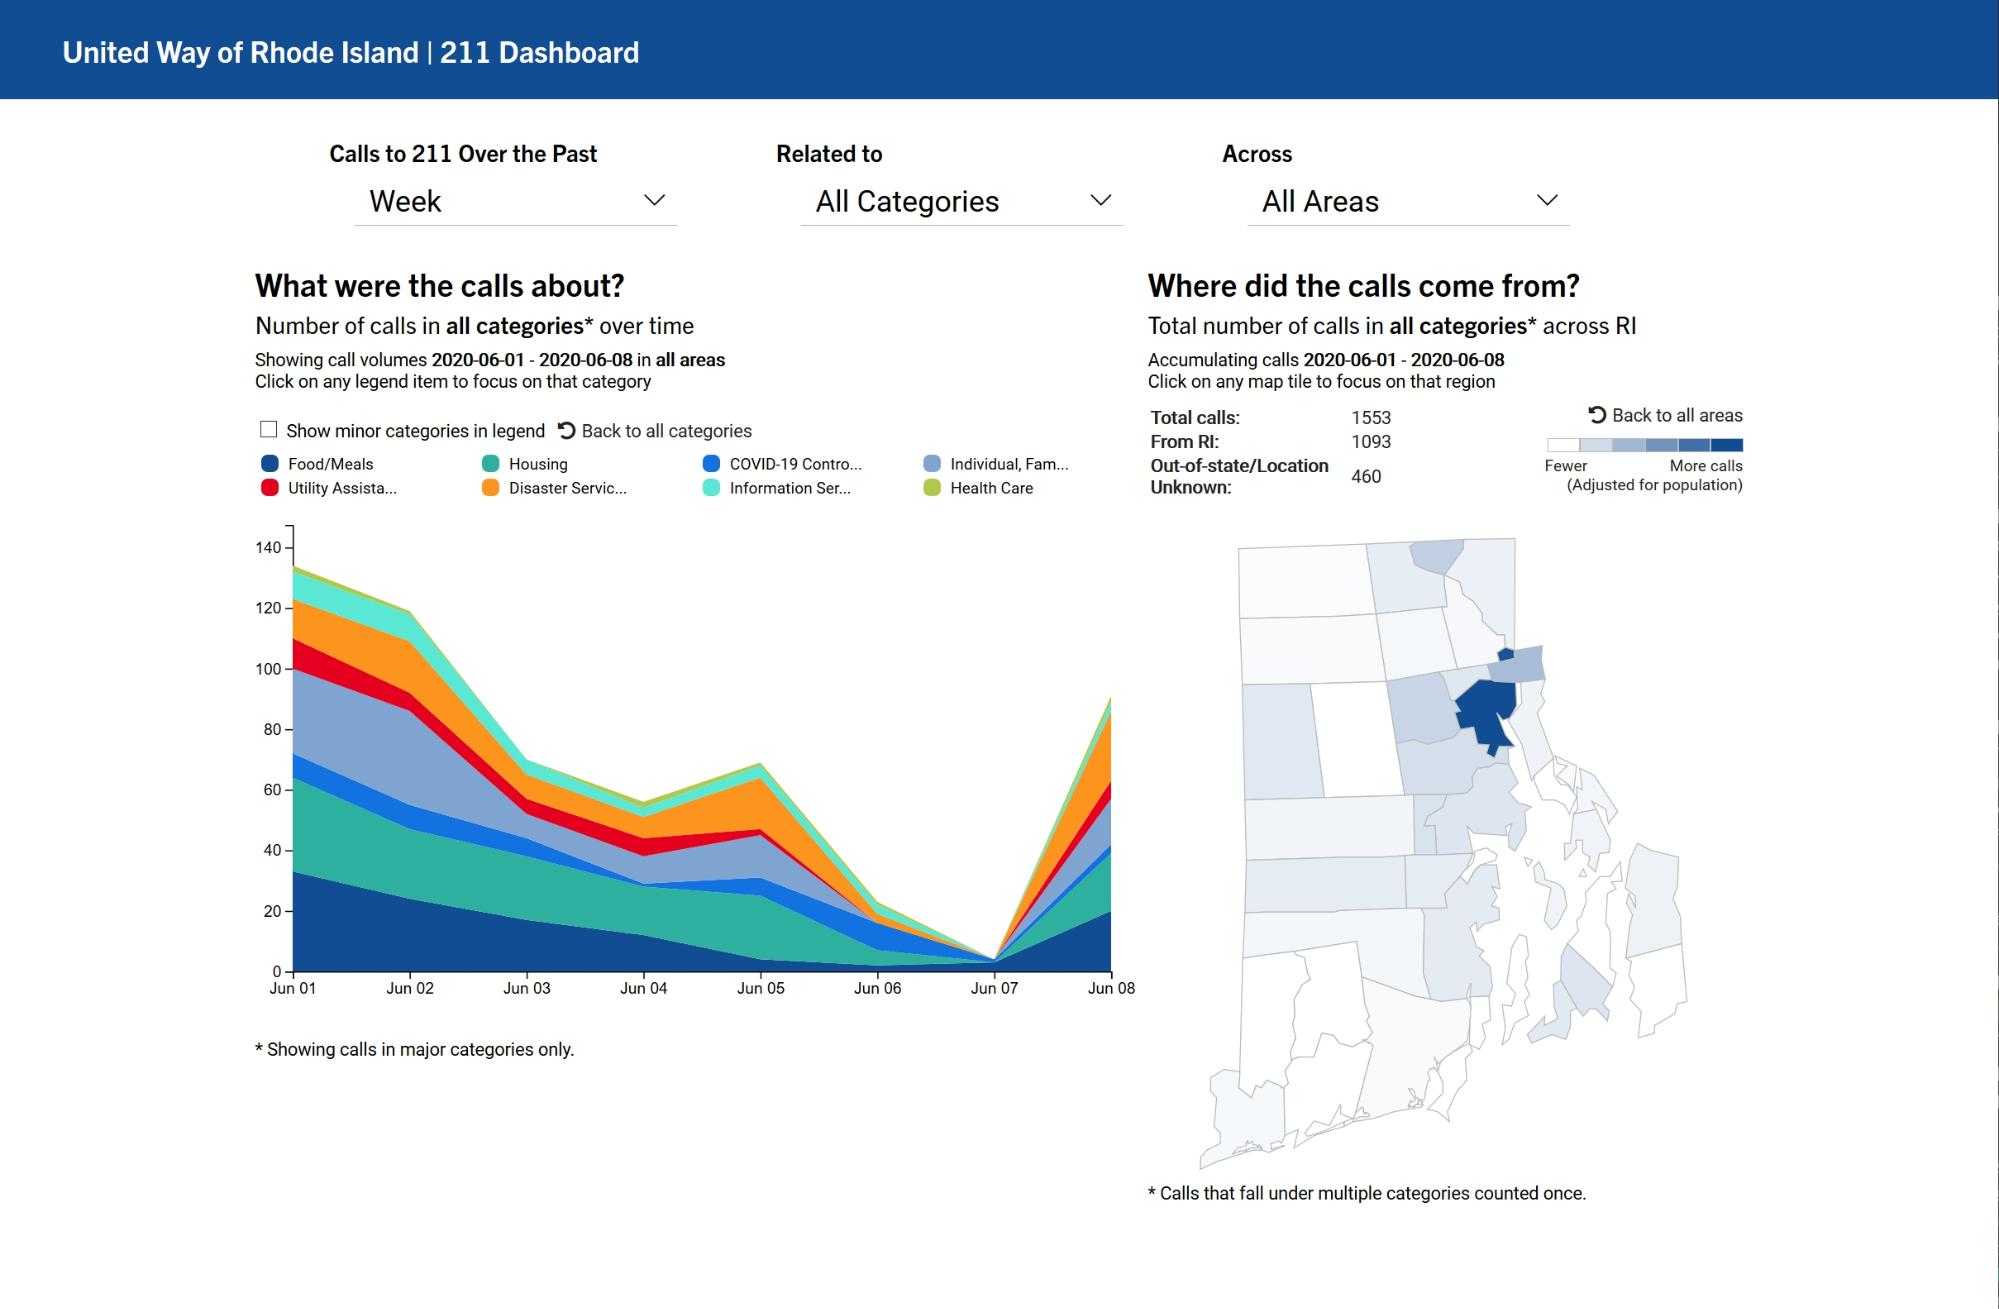 United Way of Rhode Island | 211 Dashboard
Calls to 211 Over the Past
Related to
Across
Week
All Categories
All Areas
What were the calls about?
Number of calls in all categories* over time
Showing call volumes 2020-06-01 - 2020-06-08 in all areas
Click on any legend item to focus on that category
Show minor categories in legend
Back to all categories
Food/Meals
Housing
COVID-19 Contro...
Individual, Fam...
Utility Assista...
Disaster Servic...
Information Ser...
Health Care
140
120
100
80
60
40
20
0
Jun 01
Jun 02
Jun 03
Jun 04
Jun 05
Jun 06
Jun 07
Jun 08
* Showing calls in major categories only.
Where did the calls come from?
Total number of calls in all categories* across RI
Accumulating calls 2020-06-01 - 2020-06-08
Click on any map tile to focus on that region
Total calls: 1553
From RI: 1093
Out-of-state/Location
Unknown: 460
Back to all areas
Fewer
More calls
(Adjusted for population)
* Calls that fall under multiple categories counted once.